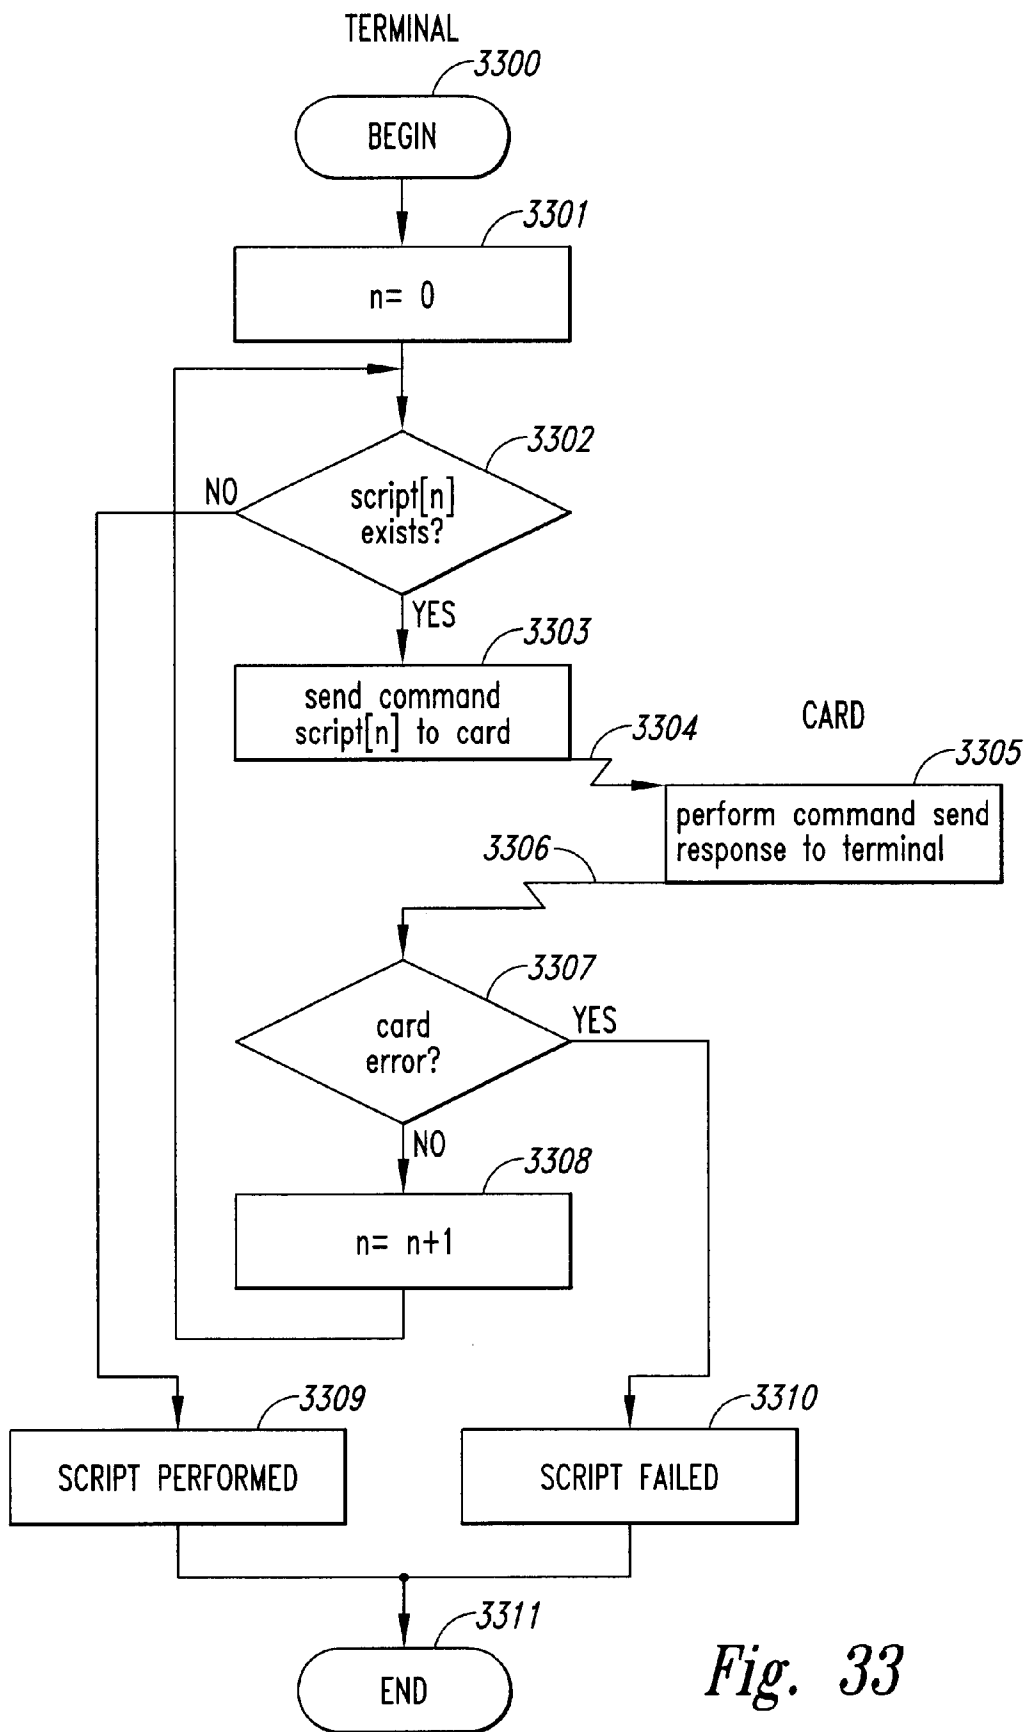 TERMINAL
3300
BEGIN
3301
n= 0
3302
NO
script[n]
exists?
YES
3303
send command
script[n] to card
3304
CARD
3305
perform command send
response to terminal
3306
3307
card
error?
YES
NO
3308
n= n+1
3309
SCRIPT PERFORMED
3310
SCRIPT FAILED
3311
END
Fig. 33